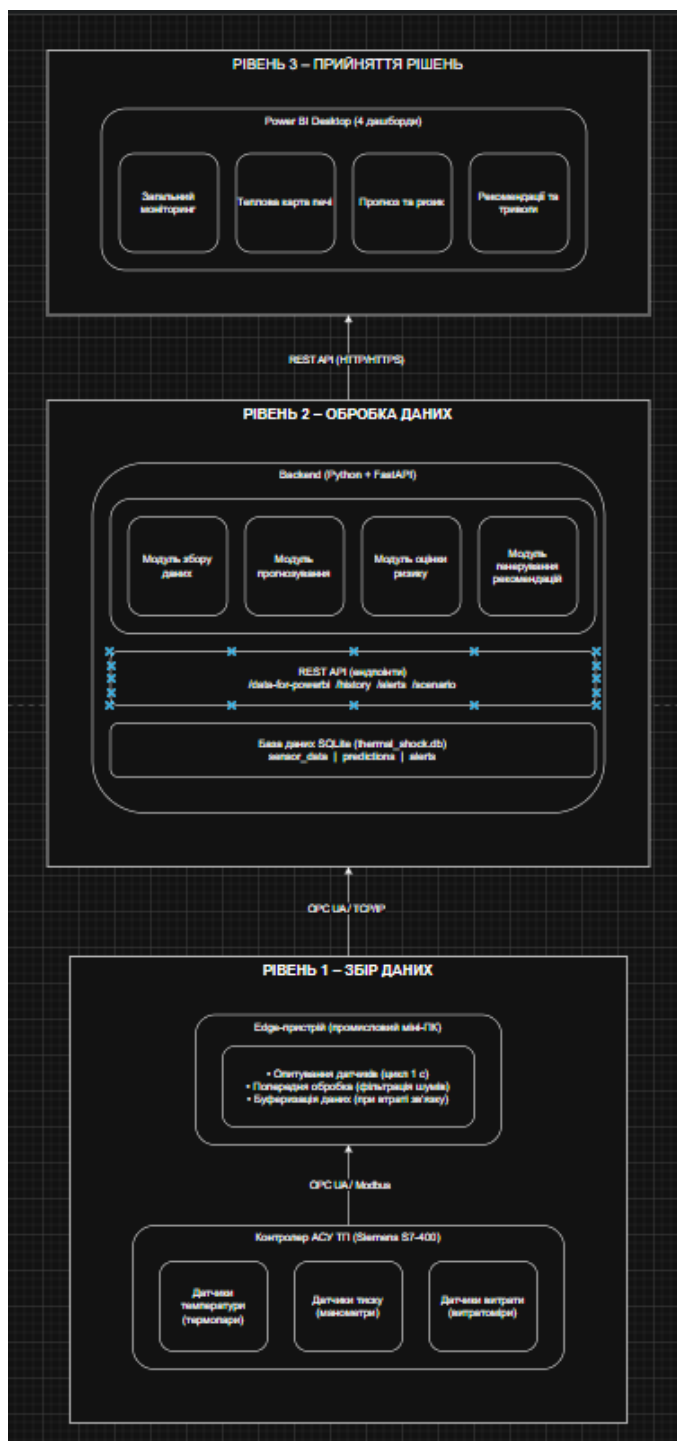 РІВЕНЬ 3 – ПРИЙНЯТТЯ РІШЕНЬ
Power BI Desktop (4 дашборди)
Загальний
моніторинг
Теплова карта печі
Прогноз та ризик
Рекомендації та
тривоги
REST API (HTTP/HTTPS)
РІВЕНЬ 2 – ОБРОБКА ДАНИХ
Backend (Python + FastAPI)
Модуль збору
даних
Модуль
прогнозування
Модуль оцінки
ризику
Модуль
генерування
рекомендацій
REST API (ендпоінти)
/data-for-powerbi /history /alerts /scenario
База даних SQLite (thermal_shock.db)
sensor_data | predictions | alerts
OPC UA / TCP/IP
РІВЕНЬ 1 – ЗБІР ДАНИХ
Edge-пристрій (промисловий міні-ПК)
• Опитування датчиків (цикл 1 с)
• Попередня обробка (фільтрація шумів)
• Буферизація даних (при втраті зв'язку)
OPC UA / Modbus
Контролер АСУ ТП (Siemens S7-400)
Датчики
температури
(термопари)
Датчики тиску
(манометри)
Датчики витрати
(витратоміри)